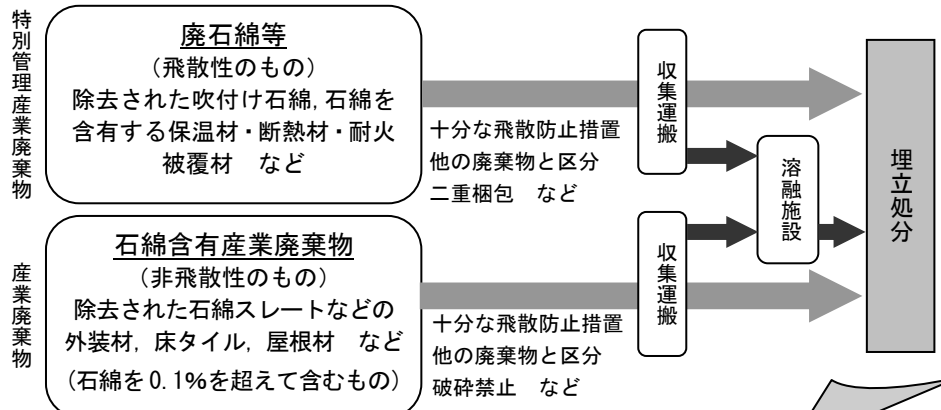 特別管理産業廃棄物
廃石綿等
（飛散性のもの）
除去された吹付け石綿，石綿を
含有する保温材・断熱材・耐火
被覆材　など
十分な飛散防止措置
他の廃棄物と区分
二重梱包　など
収集運搬
溶融施設
埋立処分
産業廃棄物
石綿含有産業廃棄物
（非飛散性のもの）
除去された石綿スレートなどの
外装材，床タイル，屋根材　など
（石綿を0.1%を超えて含むもの）
十分な飛散防止措置
他の廃棄物と区分
破砕禁止　など
収集運搬